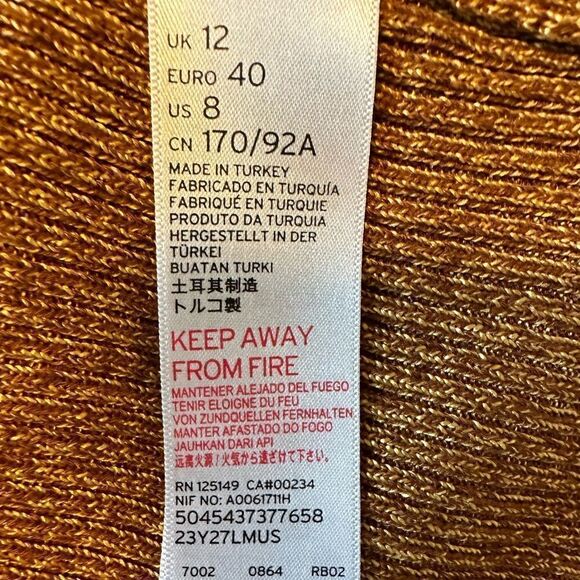 UK 12
EURO 40
US 8
CN 170/92A
MADE IN TURKEY
FABRICADO EN TURQUÍA
FABRIQUÉ EN TURQUIE
PRODUTO DA TURQUIA
HERGESTELLT IN DER
TÜRKEI
BUATAN TURKI
土耳其制造
トルコ製
KEEP AWAY
FROM FIRE
MANTENER ALEJADO DEL FUEGO
TENIR ELOIGNE DU FEU
VON ZUNDQUELLEN FERNHALTEN
MANTER AFASTADO DO FOGO
JAUHKAN DARI API
远离火源 / 火気から遠ざけて下さい。
RN 125149 CA#00234
NIF NO: A0061711H
5045437377658
23Y27LMUS
7002 0864 RB02